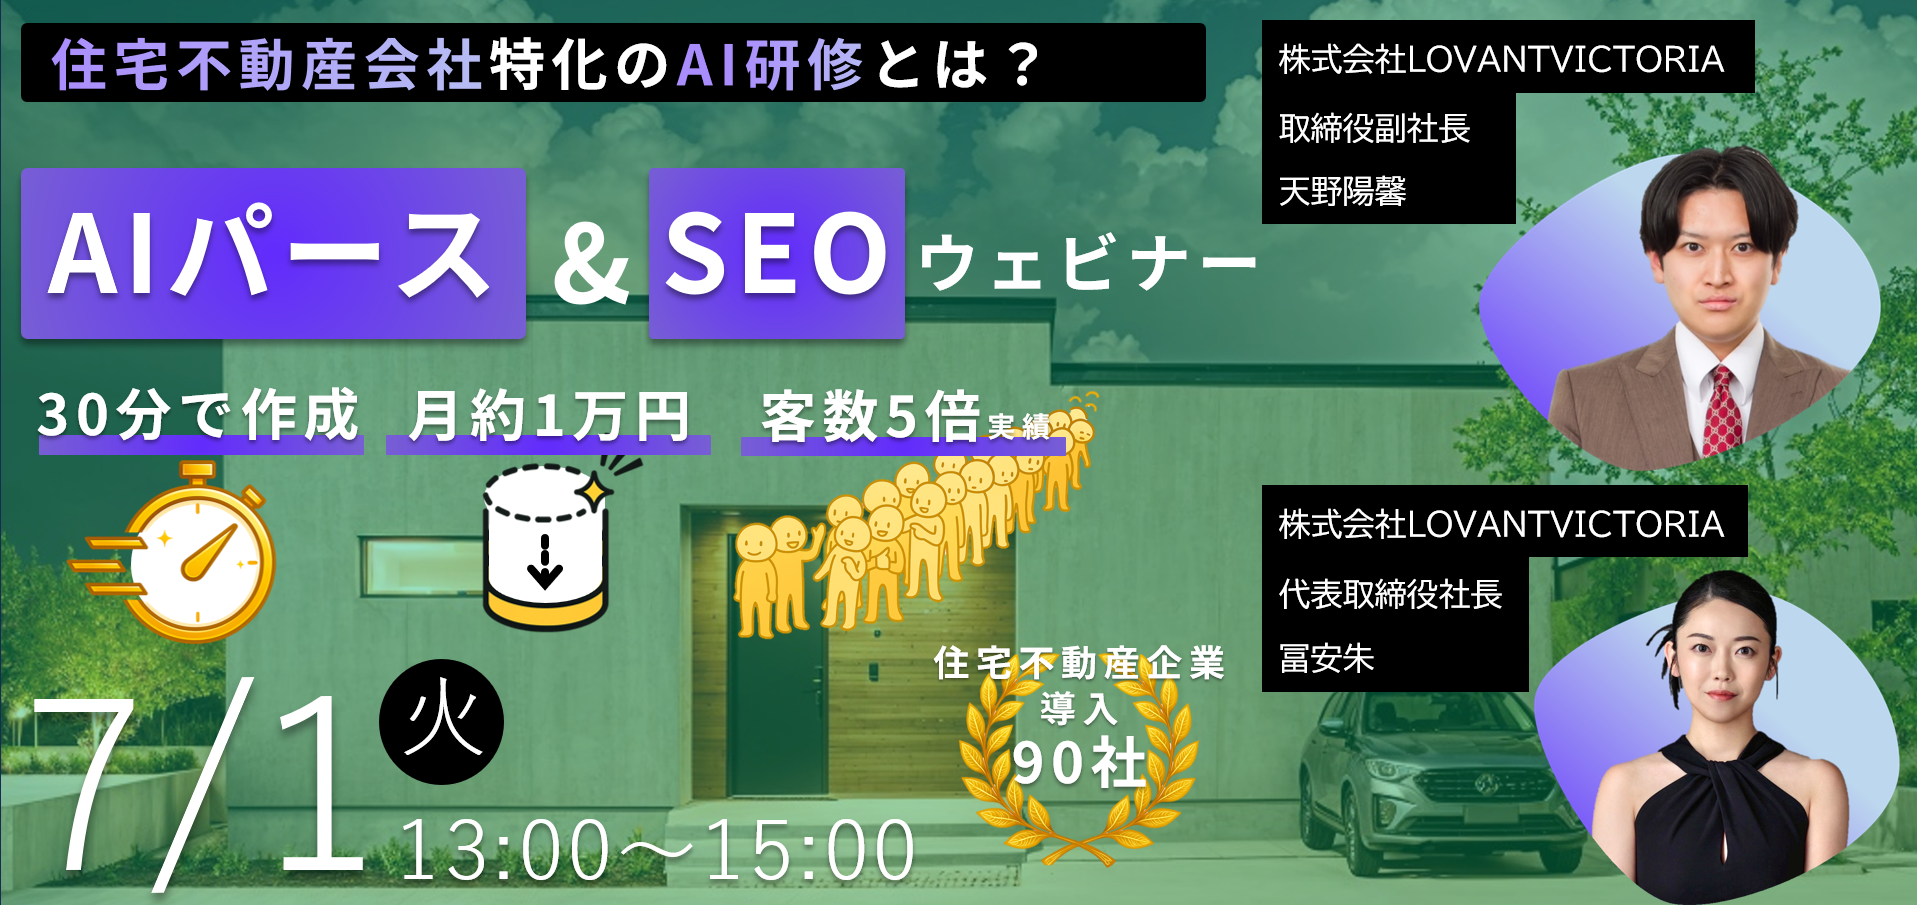 住宅不動産会社特化のAI研修とは？
AIパース & SEO ウェビナー
30分で作成
月約1万円
客数5倍実績
住宅不動産企業
導入
90社
7/1 火
13:00～15:00
株式会社LOVANTVICTORIA
取締役副社長
天野陽馨
株式会社LOVANTVICTORIA
代表取締役社長
冨安朱